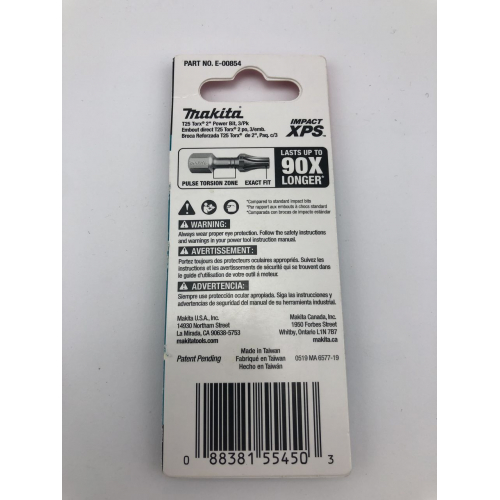 PART NO. E-00854
Makita
T25 Torx® 2" Power Bit, 3/Pk
Embout direct T25 Torx® 2 po, 3/emb.
Broca Reforzada T25 Torx® de 2", Paq. c/3
IMPACT
XPS
PULSE TORSION ZONE EXACT FIT
LASTS UP TO
90X
LONGER*
*Compared to standard impact bits
*Par rapport aux embouts à chocs standard
*Comparada con brocas de impacto estándar
WARNING:
Always wear proper eye protection. Follow the safety instructions
and warnings in your power tool instruction manual.
AVERTISSEMENT:
Portez toujours des protecteurs oculaires appropriés. Suivez les
instructions et les avertissements de sécurité qui se trouvent dans
le guide d'utilisation de votre outil à moteur.
ADVERTENCIA:
Siempre use protección ocular apropiada. Siga las instrucciones y
advertencias de seguridad del manual de su herramienta industrial.
Makita U.S.A., Inc.
14930 Northam Street
La Mirada, CA 90638-5753
makitatools.com
Makita Canada, Inc.
1950 Forbes Street
Whitby, Ontario L1N 7B7
makita.ca
Patent Pending
Made in Taiwan
Fabriqué en Taiwan
Hecho en Taiwán
0519 MA 6577-19
0 88381 55450 3